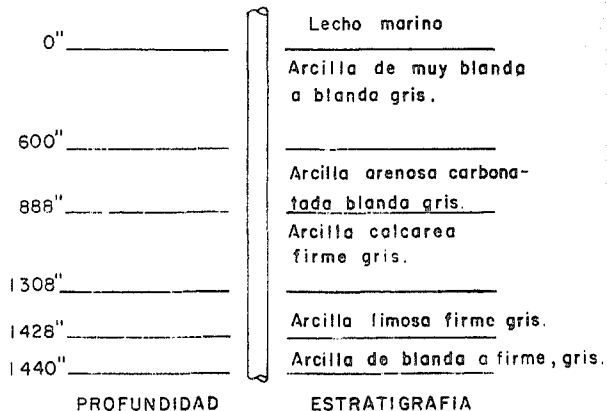 Lecho marino
0"
Arcilla de muy blanda
a blanda gris.
600"
Arcilla arenosa carbona-
tada blanda gris.
888"
Arcilla calcarea
firme gris.
1308"
Arcilla limosa firme gris.
1428"
Arcilla de blanda a firme, gris.
1440"
PROFUNDIDAD
ESTRATIGRAFIA